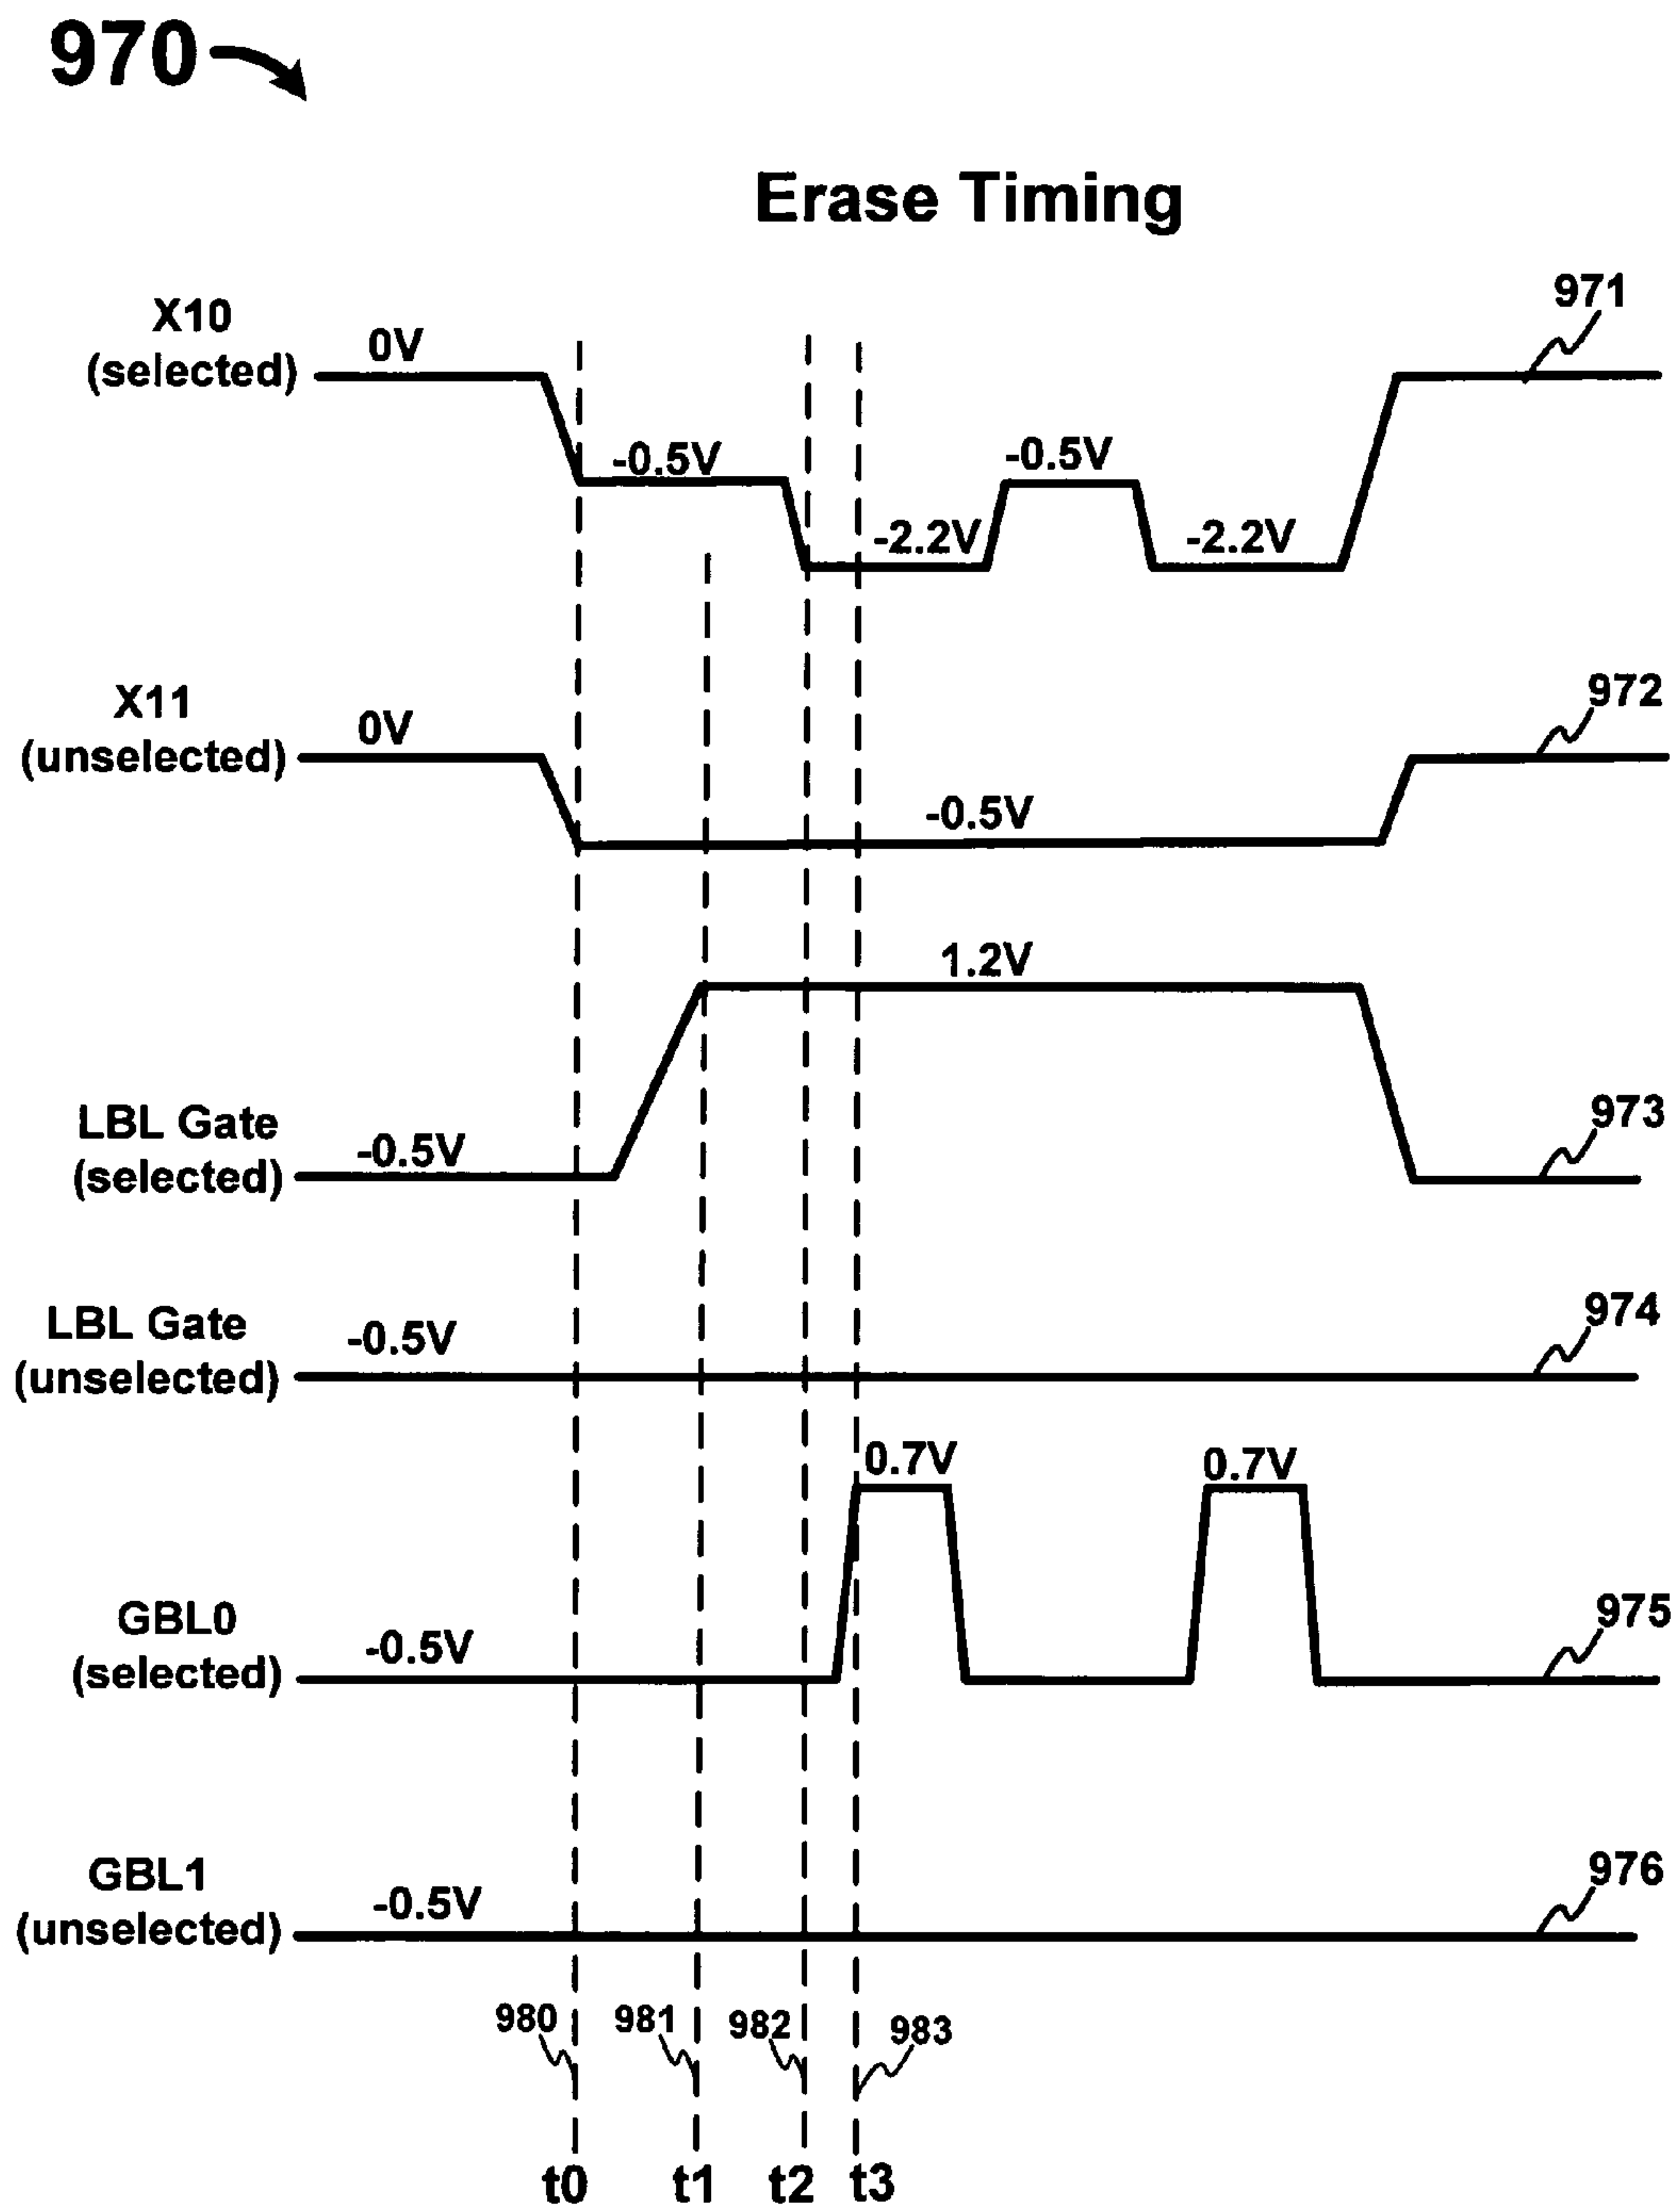 970
Erase Timing
X10
(selected)
0V
-0.5V
-2.2V
-0.5V
-2.2V
971
X11
(unselected)
0V
-0.5V
972
LBL Gate
(selected)
-0.5V
1.2V
973
LBL Gate
(unselected)
-0.5V
974
GBL0
(selected)
-0.5V
0.7V
0.7V
975
GBL1
(unselected)
-0.5V
976
980
981
982
983
t0
t1
t2
t3